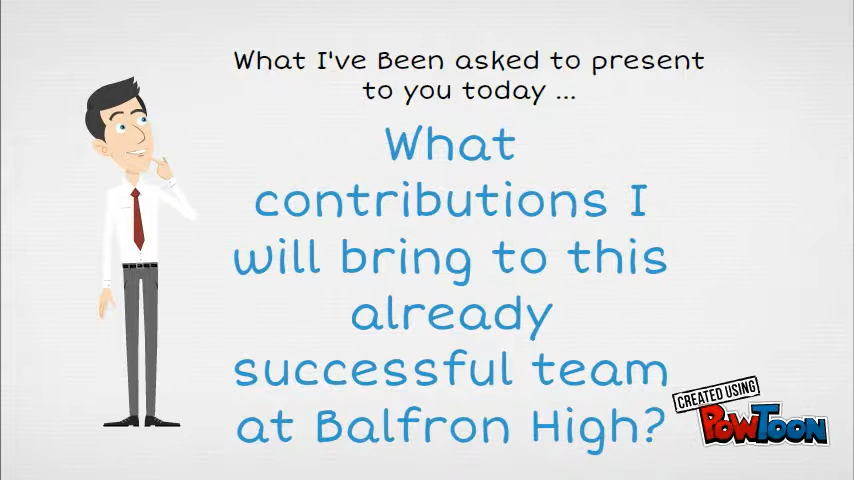 What I've Been asked to present
to you today ...
What
contributions I
will bring to this
already
successful team
at Balfron High?
CREATED USING
POWTOON